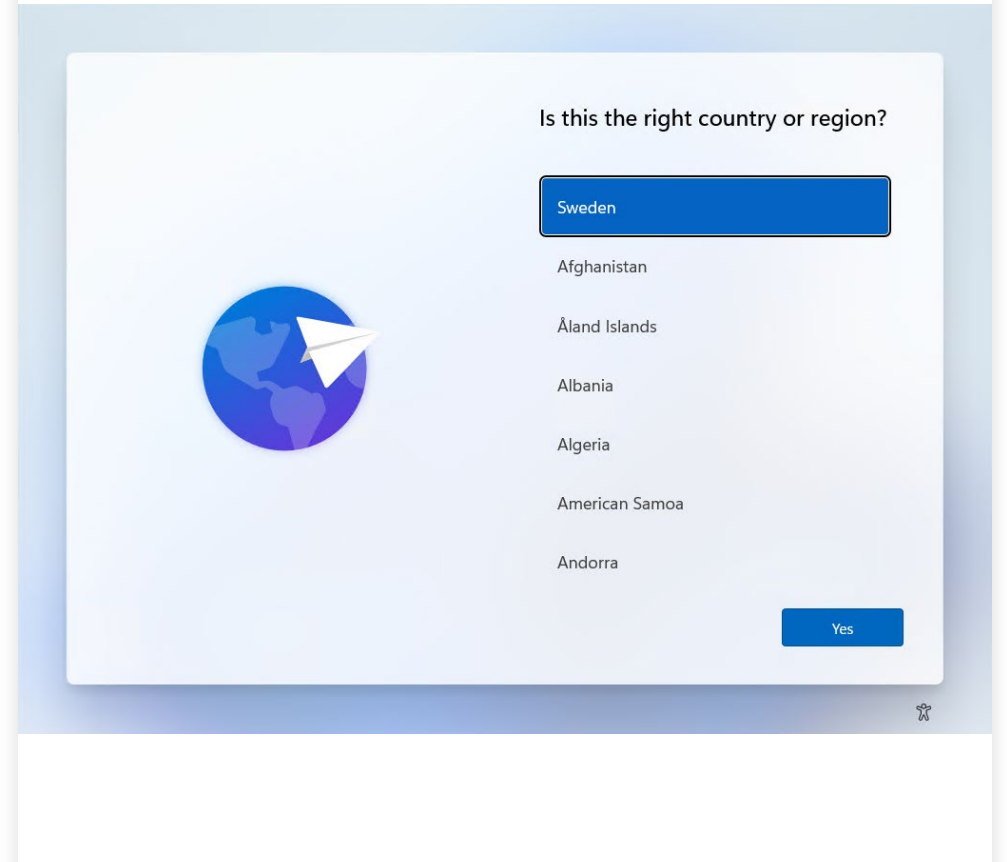 Is this the right country or region?
Sweden
Afghanistan
Åland Islands
Albania
Algeria
American Samoa
Andorra
Yes